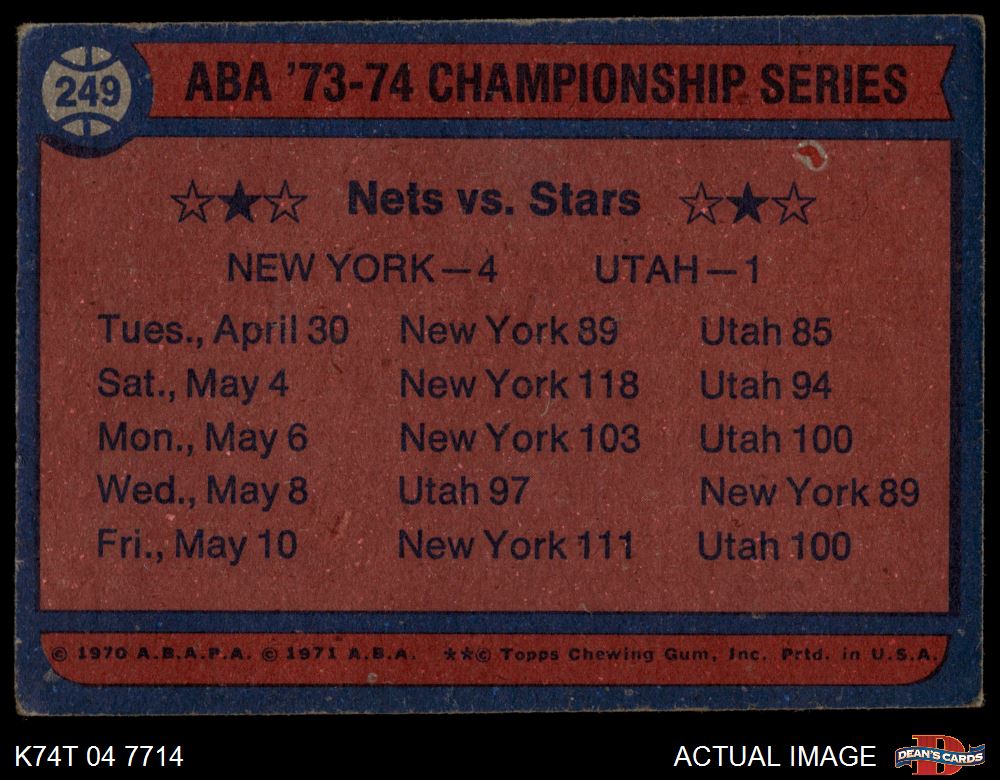 249
ABA '73-74 CHAMPIONSHIP SERIES
☆★☆ Nets vs. Stars ☆★☆
NEW YORK—4 UTAH—1
Tues., April 30 New York 89 Utah 85
Sat., May 4 New York 118 Utah 94
Mon., May 6 New York 103 Utah 100
Wed., May 8 Utah 97 New York 89
Fri., May 10 New York 111 Utah 100
© 1970 A.B.A.P.A. © 1971 A.B.A. ★★© Topps Chewing Gum, Inc. Prtd. in U.S.A.
K74T 04 7714 ACTUAL IMAGE DEAN'S CARDS